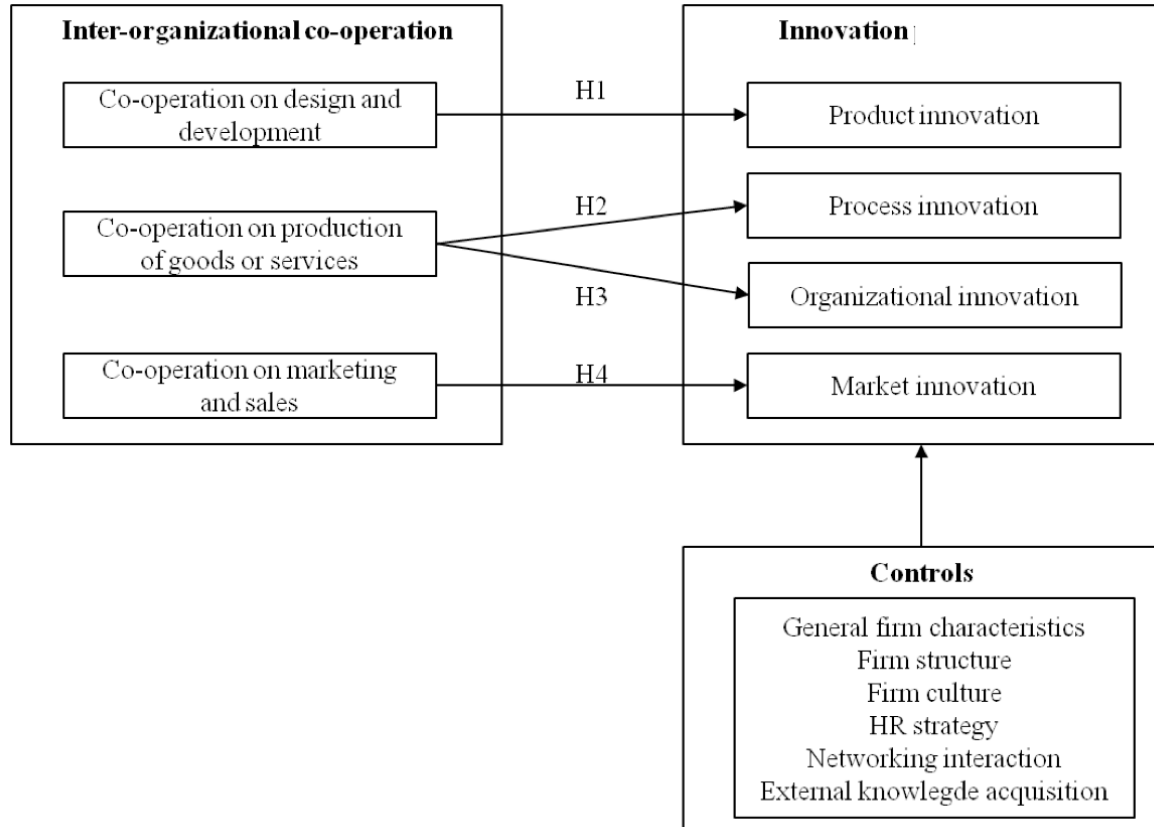 Inter-organizational co-operation
Co-operation on design and
development
Co-operation on production
of goods or services
Co-operation on marketing
and sales
H1
H2
H3
H4
Innovation
Product innovation
Process innovation
Organizational innovation
Market innovation
Controls
General firm characteristics
Firm structure
Firm culture
HR strategy
Networking interaction
External knowlegde acquisition